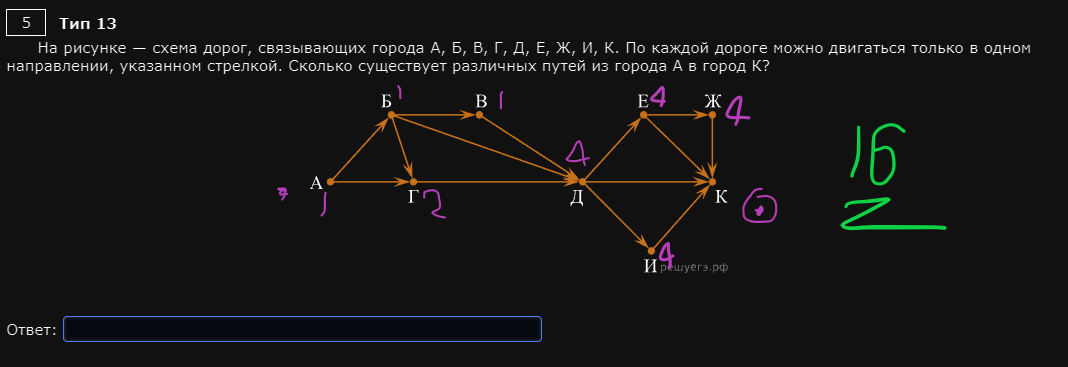 5 Тип 13
На рисунке — схема дорог, связывающих города А, Б, В, Г, Д, Е, Ж, И, К. По каждой дороге можно двигаться только в одном
направлении, указанном стрелкой. Сколько существует различных путей из города А в город К?
Б 1 В 1 Е 4 Ж 4
16
А 1 Г 2 Д 4 К
И 4 решуегэ.рф
Ответ: